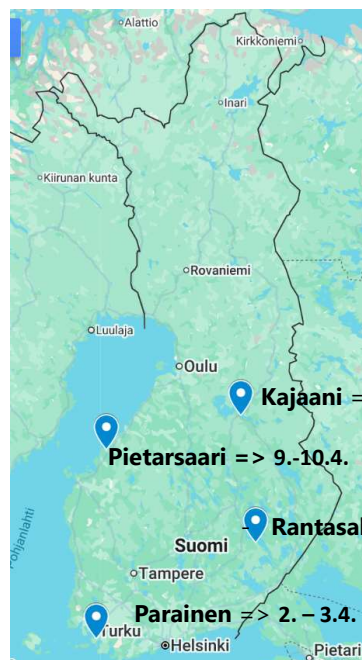 Alattio
Kirkkoniemi
Inari
Kiirunan kunta
Rovaniemi
Luulaja
Oulu
Kajaani =
Pietarsaari => 9.-10.4.
Pohjanlahti
- Rantasal
Suomi
Tampere
Parainen => 2. – 3.4.
Turku
Helsinki
Pietari